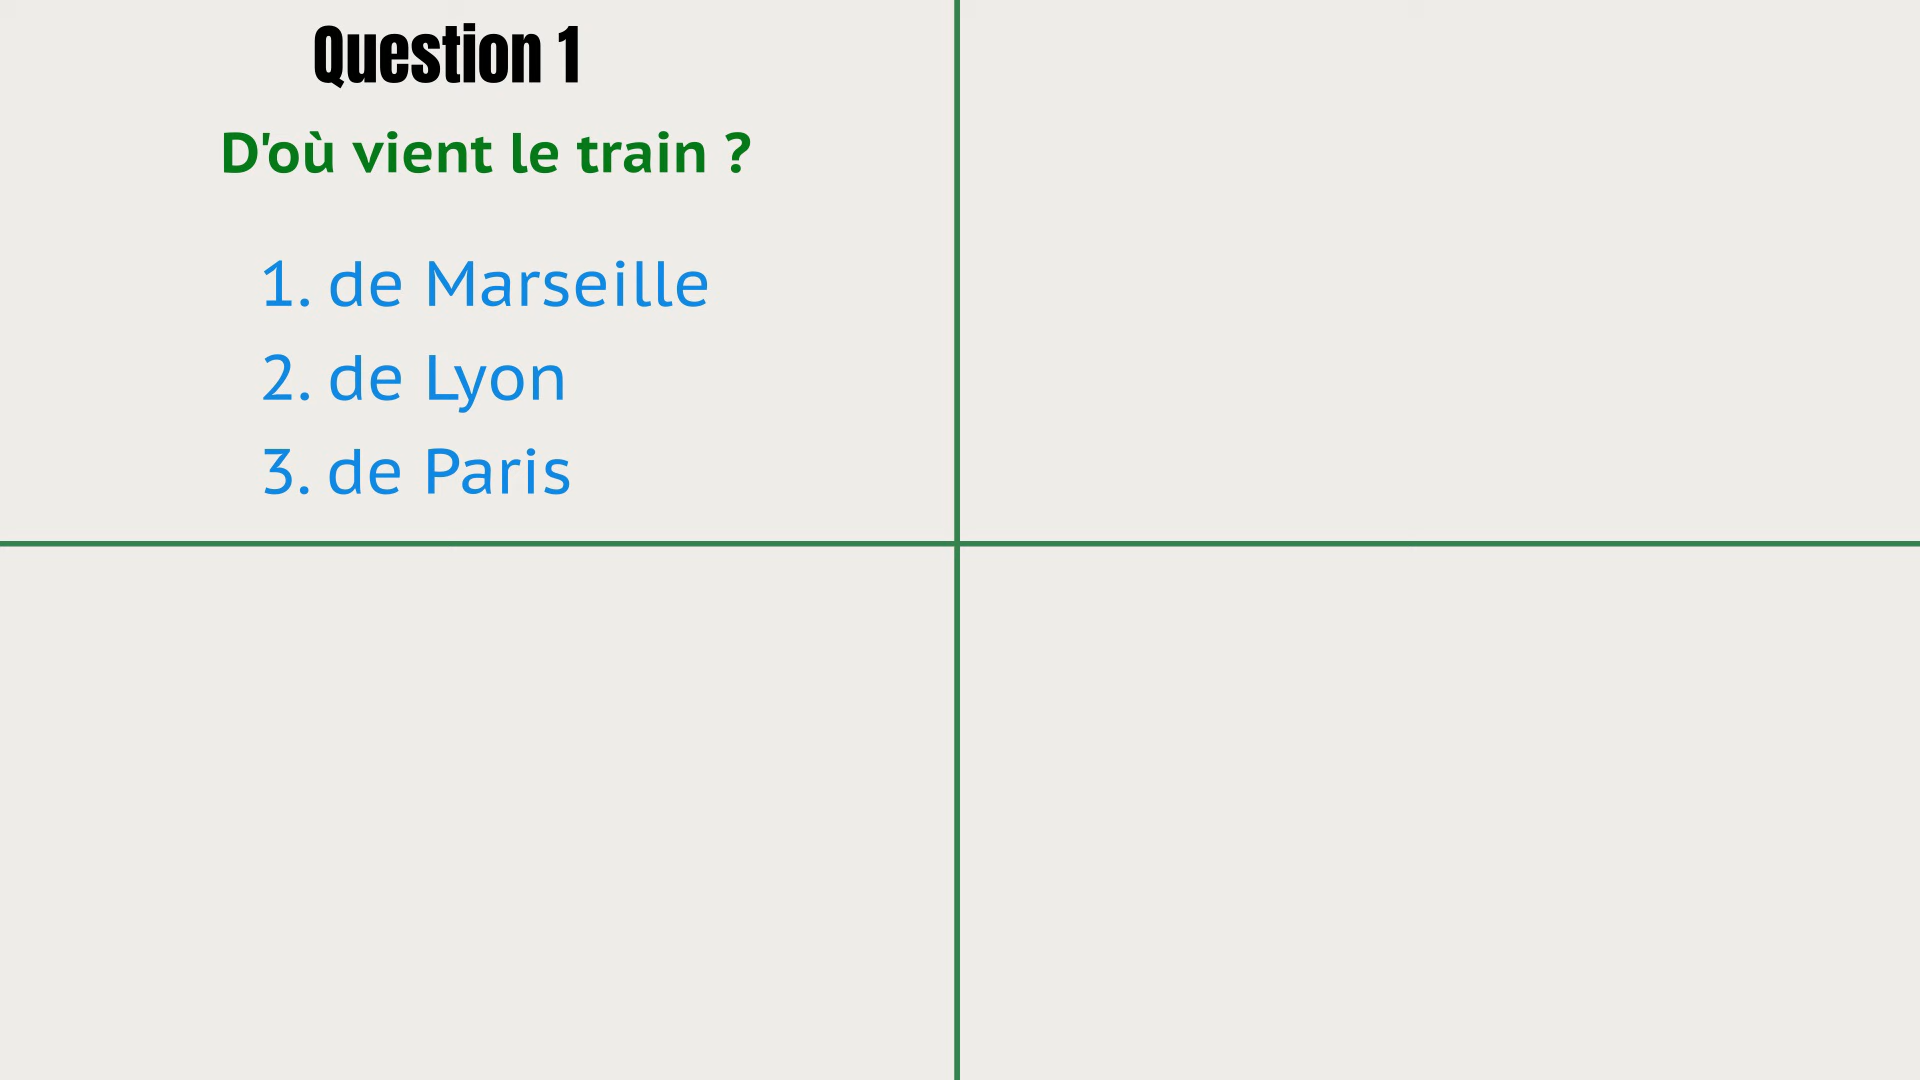 Question 1
D'où vient le train ?
1. de Marseille
2. de Lyon
3. de Paris